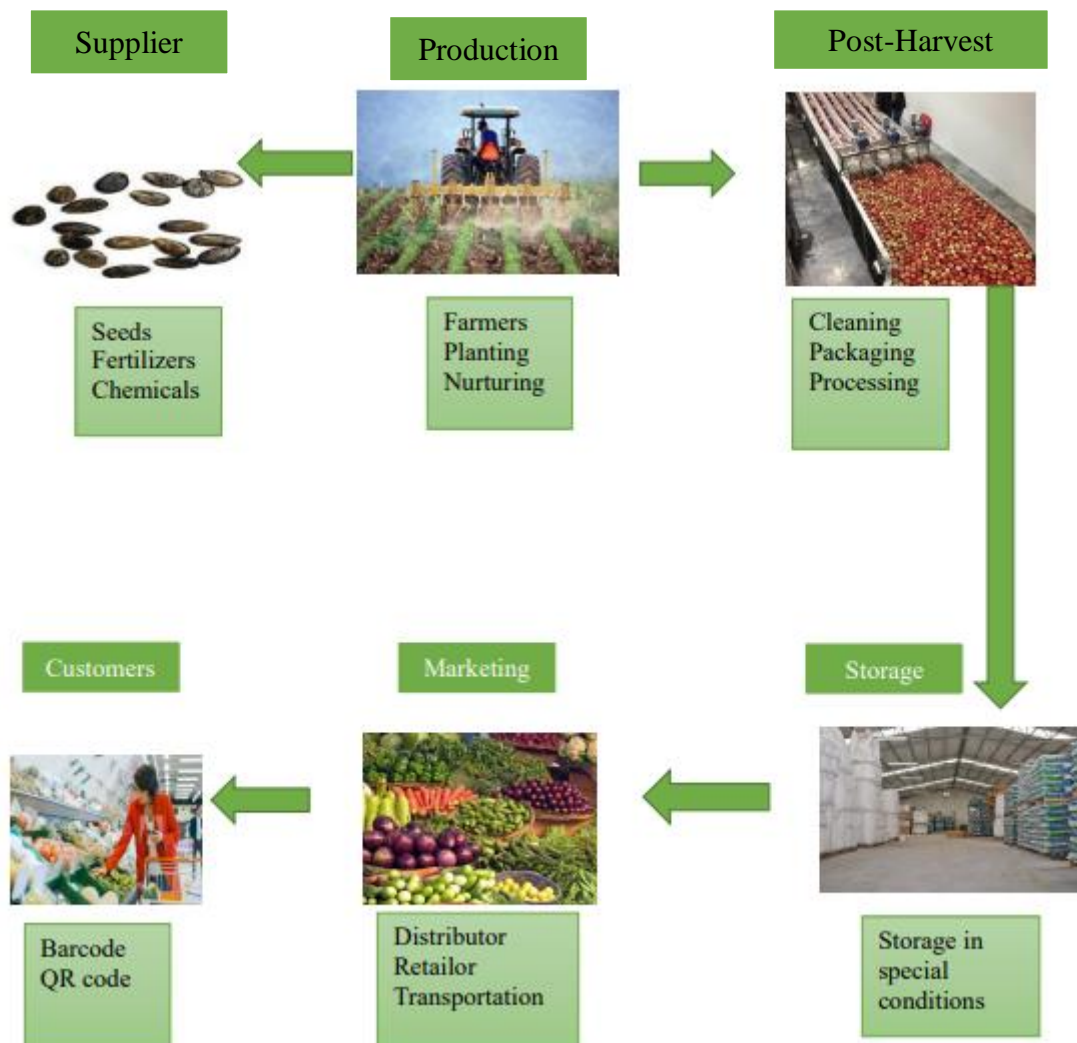 Supplier
Production
Post-Harvest
Seeds
Fertilizers
Chemicals
Farmers
Planting
Nurturing
Cleaning
Packaging
Processing
Customers
Marketing
Storage
Barcode
QR code
Distributor
Retailor
Transportation
Storage in
special
conditions